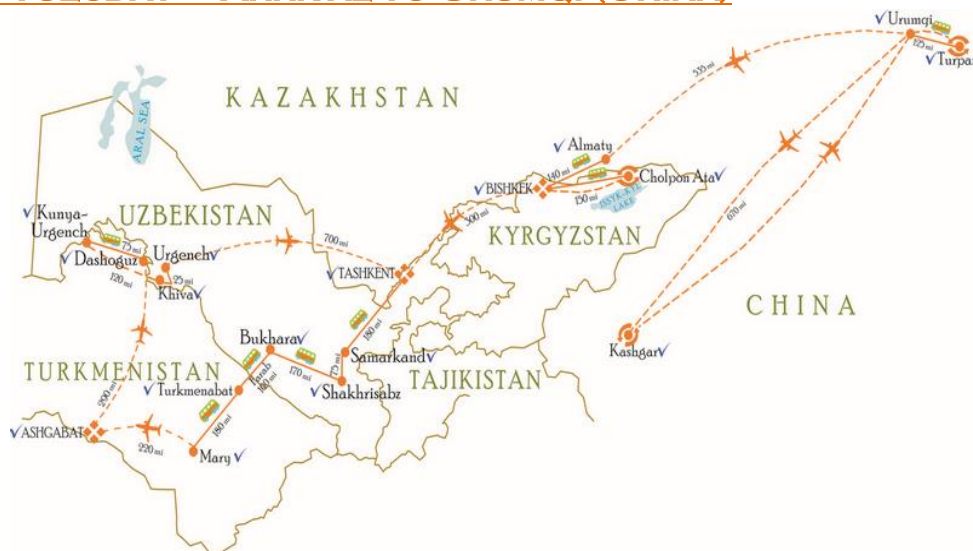 Urumqi
125 mi
Turpa
535 mi
KAZAKHSTAN
ARAL SEA
Almaty
140 mi
BISHKEK
Cholpon Ata
150 mi
ISSYK-KYL
LAKE
300 mi
Kunya-
Urgench
UZBEKISTAN
KYRGYZSTAN
670 mi
75 mi
Urgench
700 mi
Dashoguz
TASHKENT
120 mi
25 mi
Khiva
CHINA
180 mi
Bukhara
Kashgar
Samarkand
75 mi
TURKMENISTAN
Farab
170 mi
TAJIKISTAN
Turkmenabat
100 mi
Shakhrisabz
290 mi
180 mi
ASHGABAT
220 mi
Mary